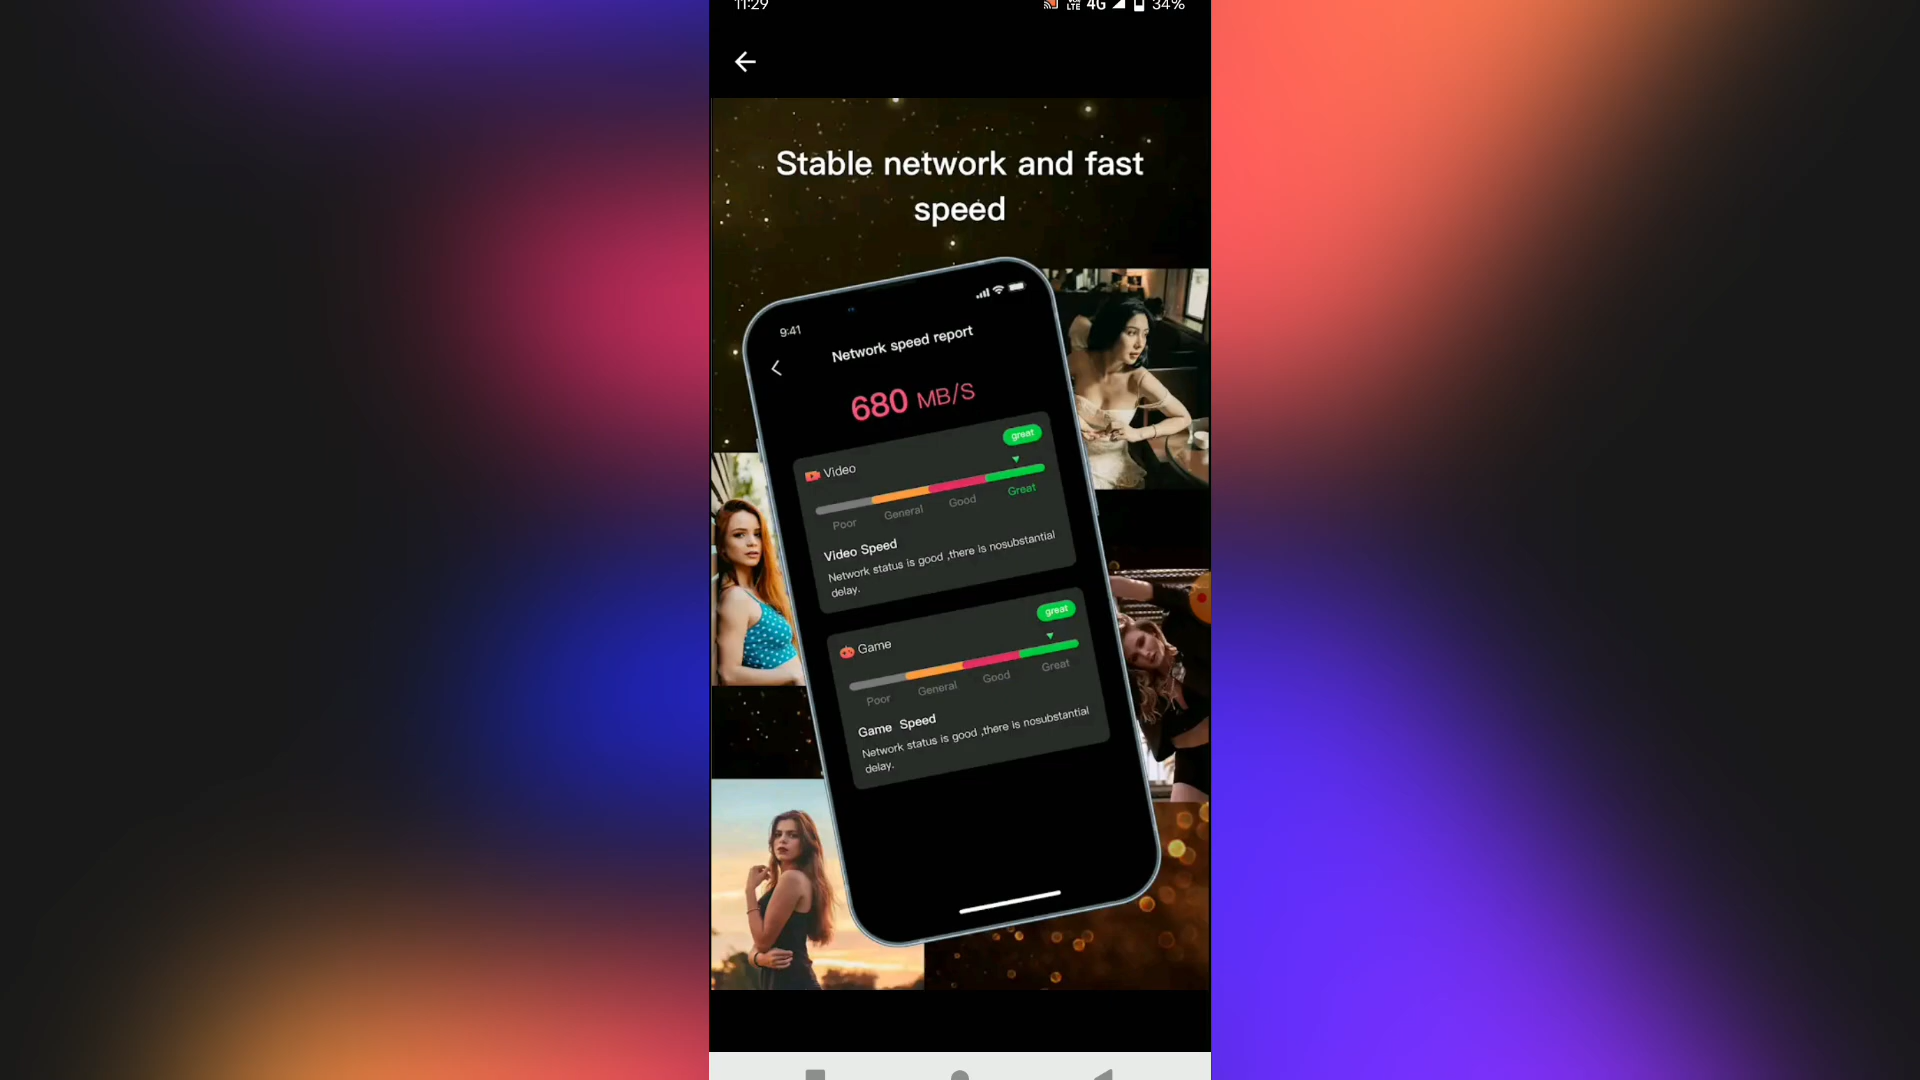 11:29
LTE 4G 34%
Stable network and fast
speed
9:41
Network speed report
680 MB/S
great
Video
Poor General Good Great
Video Speed
Network status is good ,there is nosubstantial
delay.
great
Game
Poor General Good Great
Game Speed
Network status is good ,there is nosubstantial
delay.